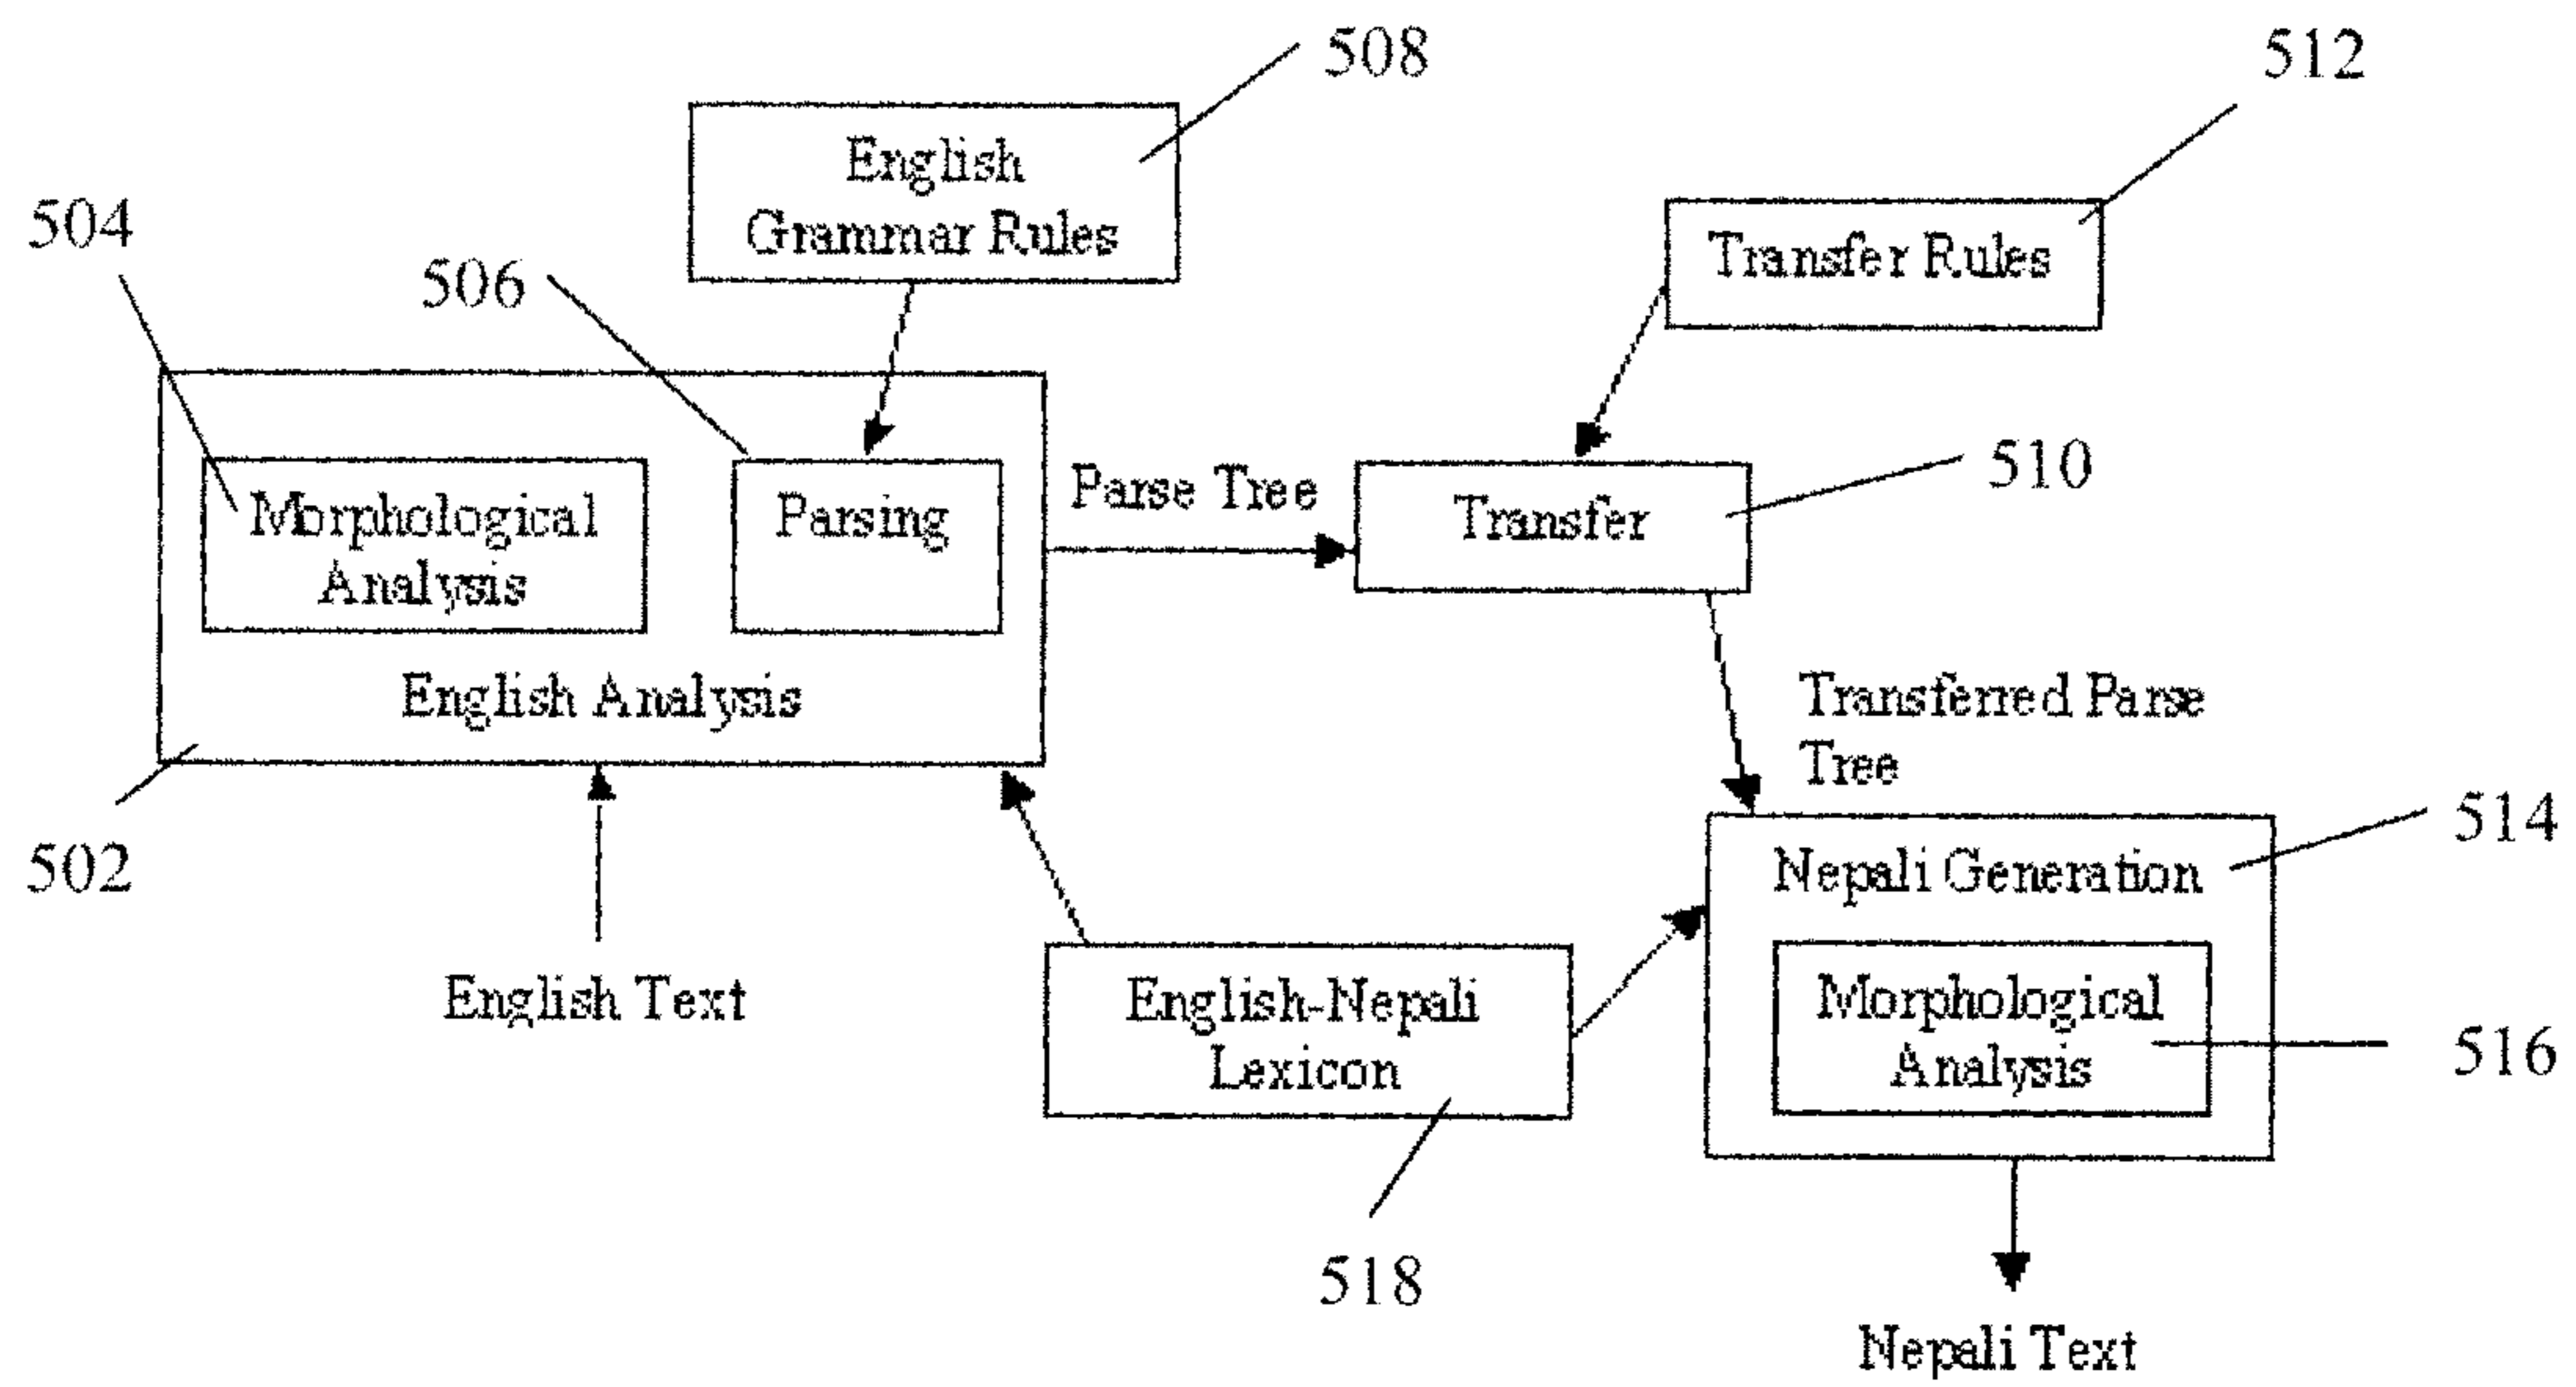 508
512
English
Grammar Rules
504
Transfer Rules
506
510
Parse Tree
Morphological
Analysis
Parsing
Transfer
English Analysis
Transferred Parse
Tree
514
502
Nepali Generation
English Text
English-Nepali
Lexicon
Morphological
Analysis
516
518
Nepali Text